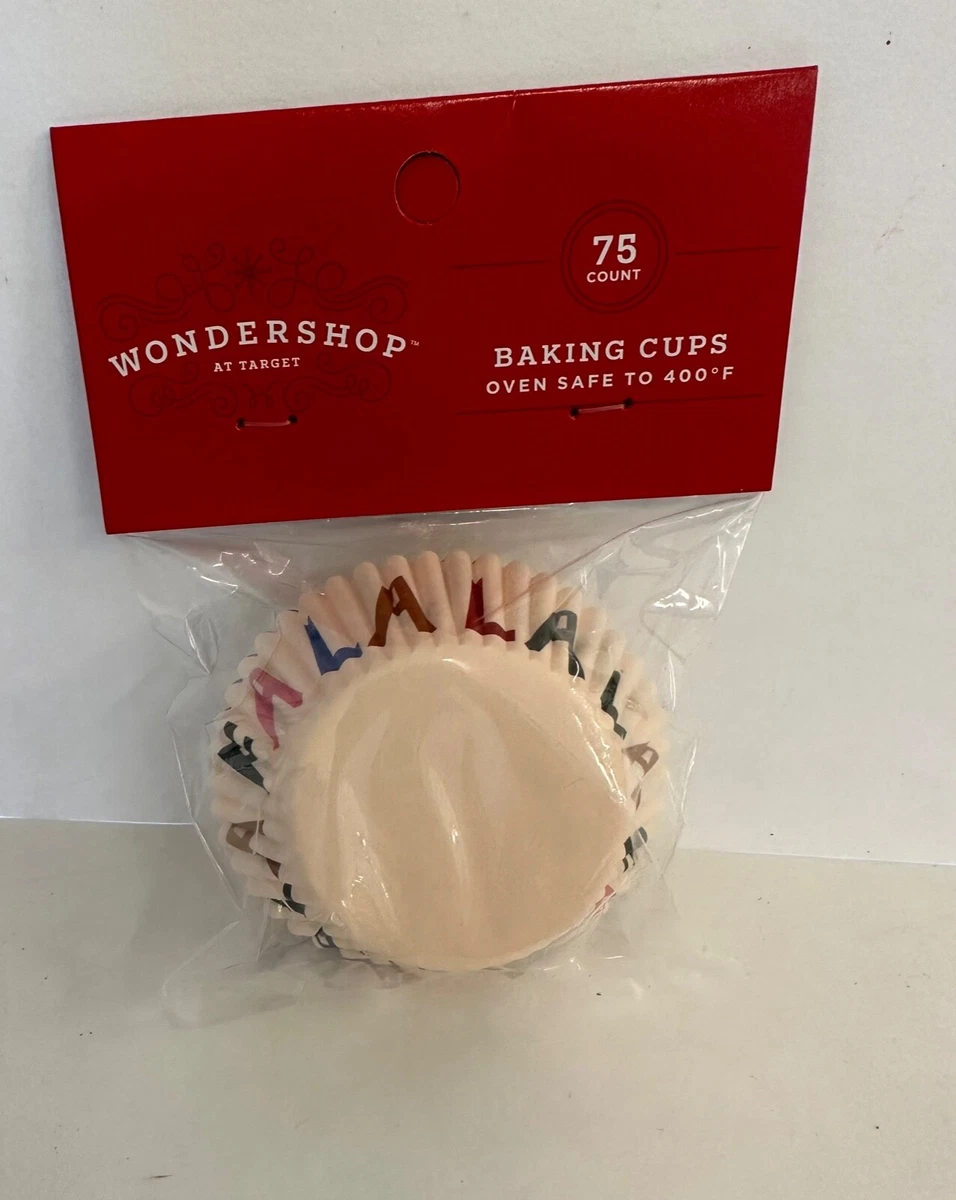 WONDERSHOP™
AT TARGET
75
COUNT
BAKING CUPS
OVEN SAFE TO 400°F
A L A L A L A